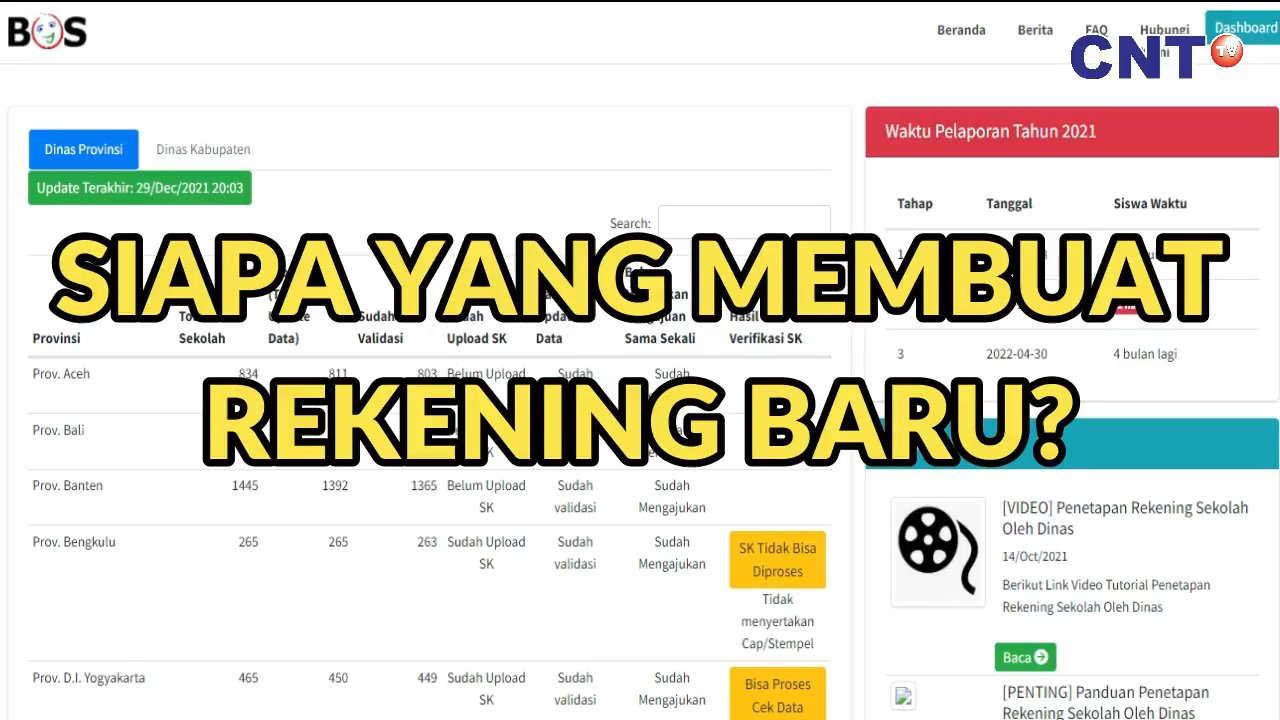 BOS
Beranda Berita FAQ Hubungi Dashboard
CNT TV
Dinas Provinsi Dinas Kabupaten
Update Terakhir: 29/Dec/2021 20:03
Search:
SIAPA YANG MEMBUAT
REKENING BARU?
Provinsi Sekolah Data) Validasi Upload SK Data Sama Sekali Verifikasi SK
Prov. Aceh 834 811 803 Belum Upload Sudah Sudah
Prov. Bali
SK
Prov. Banten 1445 1392 1365 Belum Upload Sudah Sudah
SK validasi Mengajukan
Prov. Bengkulu 265 265 263 Sudah Upload Sudah Sudah SK Tidak Bisa
SK validasi Mengajukan Diproses
Tidak
menyertakan
Cap/Stempel
Prov. D.I. Yogyakarta 465 450 449 Sudah Upload Sudah Sudah Bisa Proses
SK validasi Mengajukan Cek Data
Waktu Pelaporan Tahun 2021
Tahap Tanggal Siswa Waktu
1
3 2022-04-30 4 bulan lagi
[VIDEO] Penetapan Rekening Sekolah
Oleh Dinas
14/Oct/2021
Berikut Link Video Tutorial Penetapan
Rekening Sekolah Oleh Dinas
Baca
[PENTING] Panduan Penetapan
Rekening Sekolah Oleh Dinas